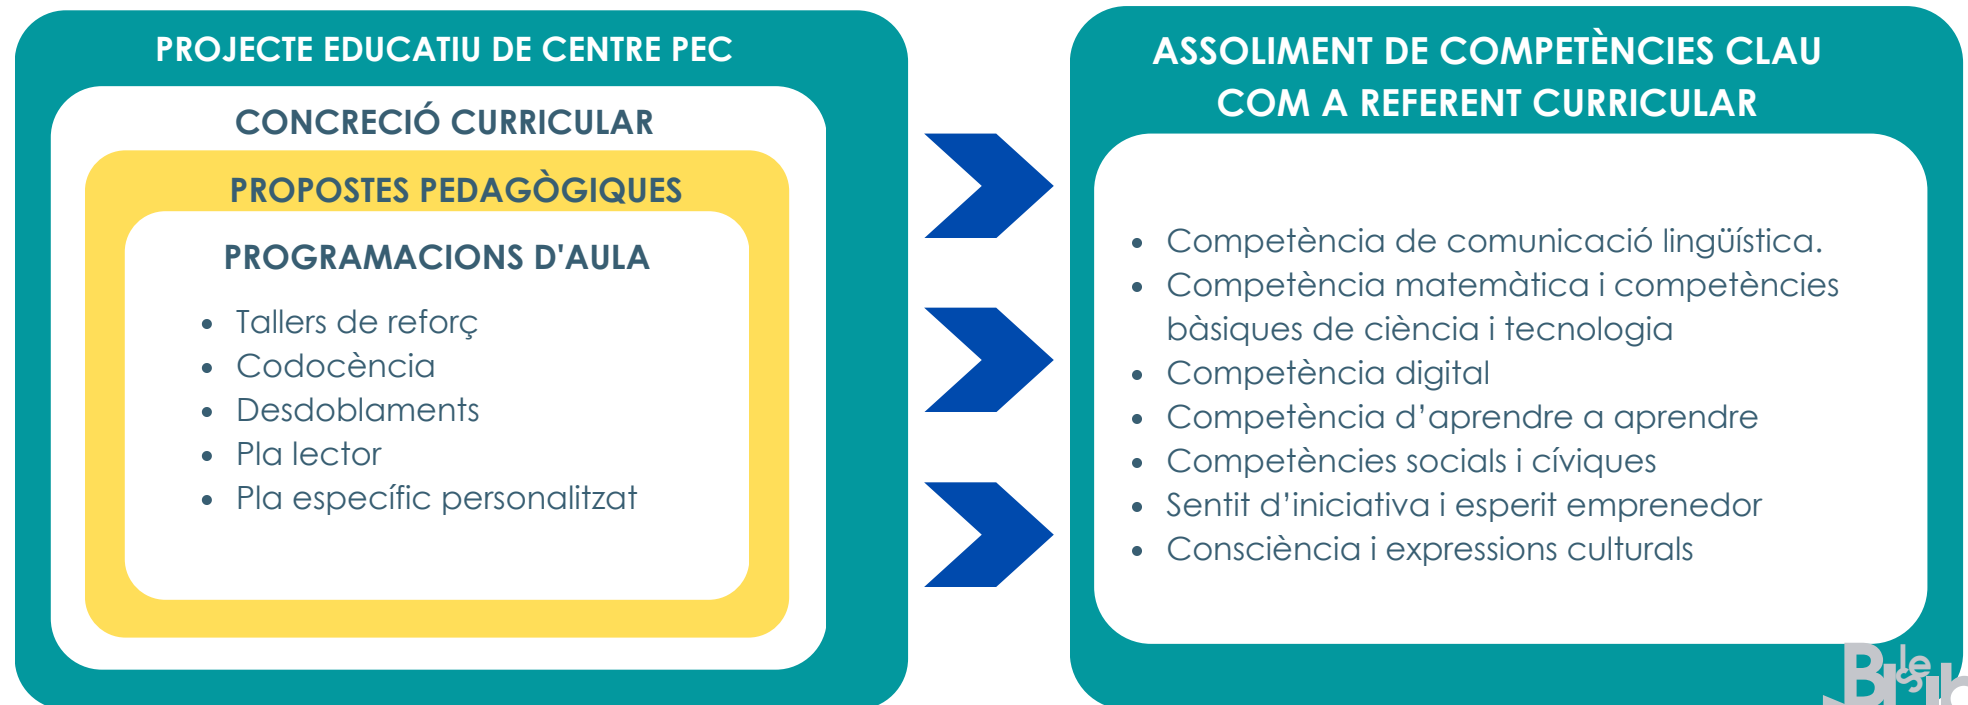 PROJECTE EDUCATIU DE CENTRE PEC
CONCRECIÓ CURRICULAR
PROPOSTES PEDAGÒGIQUES
PROGRAMACIONS D'AULA
• Tallers de reforç
• Codocència
• Desdoblaments
• Pla lector
• Pla específic personalitzat
ASSOLIMENT DE COMPETÈNCIES CLAU
COM A REFERENT CURRICULAR
• Competència de comunicació lingüística.
• Competència matemàtica i competències
bàsiques de ciència i tecnologia
• Competència digital
• Competència d’aprendre a aprendre
• Competències socials i cíviques
• Sentit d’iniciativa i esperit emprenedor
• Consciència i expressions culturals